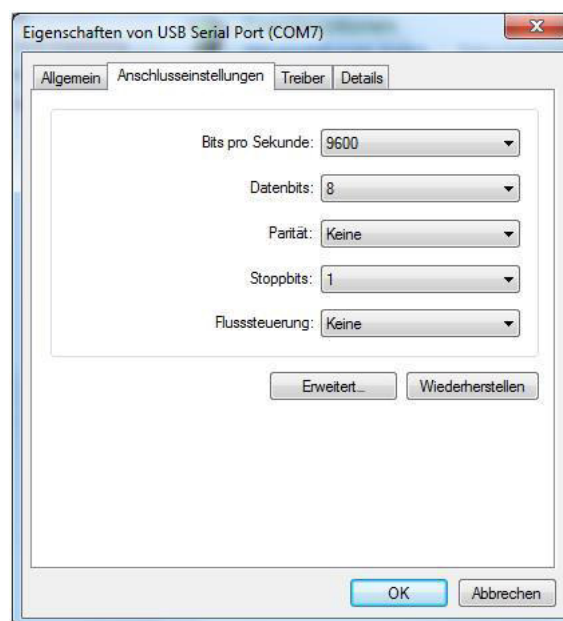 Eigenschaften von USB Serial Port (COM7)
Allgemein Anschlusseinstellungen Treiber Details
Bits pro Sekunde: 9600
Datenbits: 8
Parität: Keine
Stoppbits: 1
Flusssteuerung: Keine
Erweitert... Wiederherstellen
OK Abbrechen